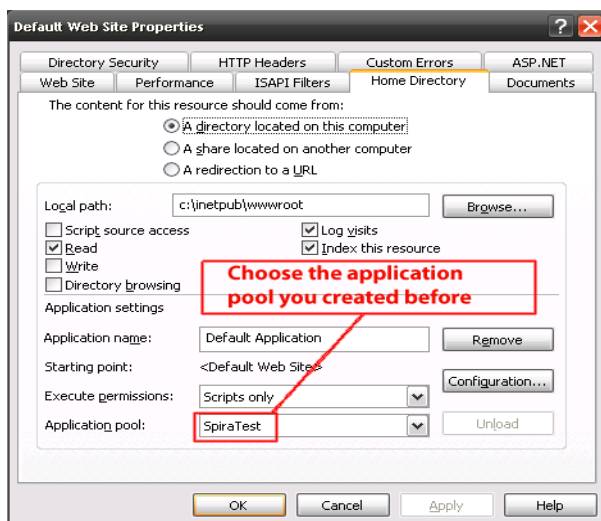 Default Web Site Properties
Directory Security HTTP Headers Custom Errors ASP.NET
Web Site Performance ISAPI Filters Home Directory Documents
The content for this resource should come from:
A directory located on this computer
A share located on another computer
A redirection to a URL
Local path: c:\inetpub\wwwroot Browse...
Script source access Log visits
Read Index this resource
Write
Directory browsing
Choose the application
pool you created before
Application settings
Application name: Default Application Remove
Starting point: <Default Web Site>
Configuration...
Execute permissions: Scripts only
Application pool: SpiraTest Unload
OK Cancel Apply Help